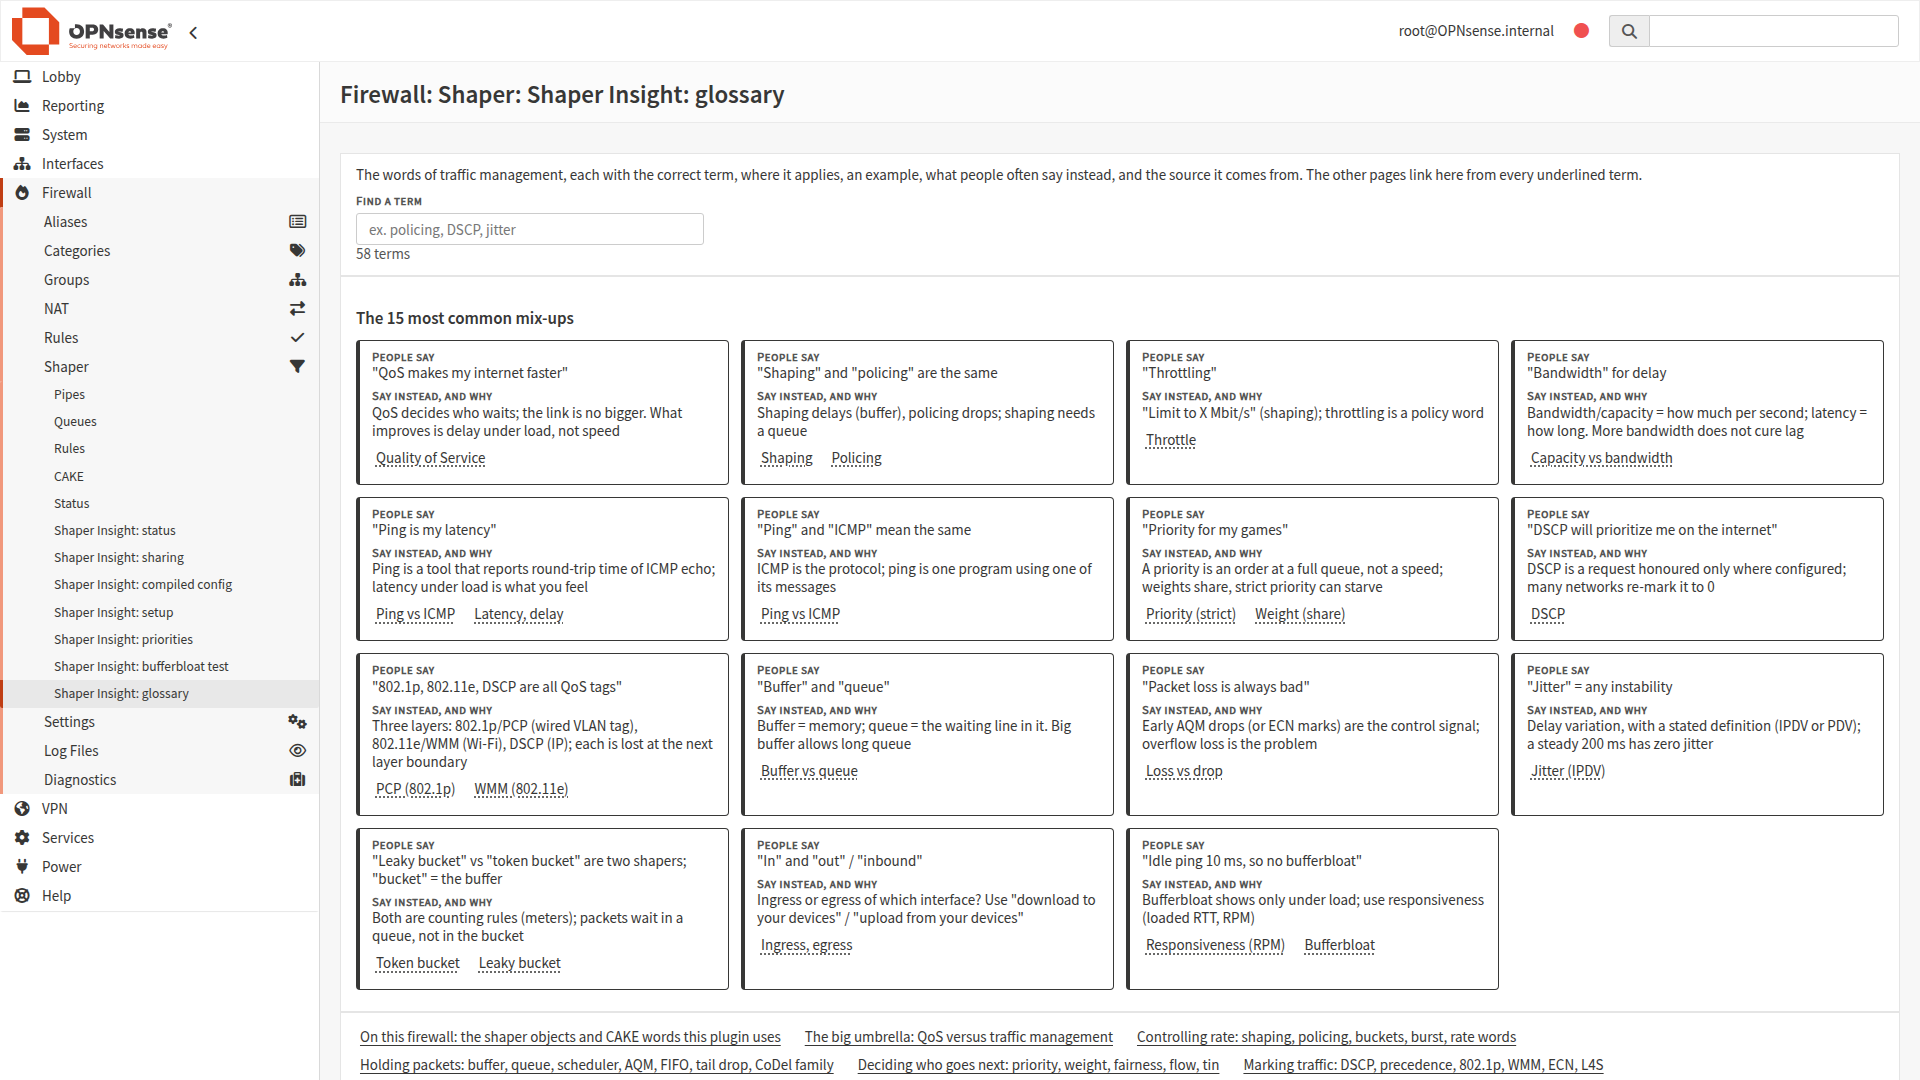 OPNsense®
Securing networks made easy
root@OPNsense.internal
Lobby
Reporting
System
Interfaces
Firewall
Aliases
Categories
Groups
NAT
Rules
Shaper
Pipes
Queues
Rules
CAKE
Status
Shaper Insight: status
Shaper Insight: sharing
Shaper Insight: compiled config
Shaper Insight: setup
Shaper Insight: priorities
Shaper Insight: bufferbloat test
Shaper Insight: glossary
Settings
Log Files
Diagnostics
VPN
Services
Power
Help
Firewall: Shaper: Shaper Insight: glossary
The words of traffic management, each with the correct term, where it applies, an example, what people often say instead, and the source it comes from. The other pages link here from every underlined term.
FIND A TERM
ex. policing, DSCP, jitter
58 terms
The 15 most common mix-ups
PEOPLE SAY
"QoS makes my internet faster"
SAY INSTEAD, AND WHY
QoS decides who waits; the link is no bigger. What
improves is delay under load, not speed
Quality of Service
PEOPLE SAY
"Shaping" and "policing" are the same
SAY INSTEAD, AND WHY
Shaping delays (buffer), policing drops; shaping needs
a queue
Shaping Policing
PEOPLE SAY
"Throttling"
SAY INSTEAD, AND WHY
"Limit to X Mbit/s" (shaping); throttling is a policy word
Throttle
PEOPLE SAY
"Bandwidth" for delay
SAY INSTEAD, AND WHY
Bandwidth/capacity = how much per second; latency =
how long. More bandwidth does not cure lag
Capacity vs bandwidth
PEOPLE SAY
"Ping is my latency"
SAY INSTEAD, AND WHY
Ping is a tool that reports round-trip time of ICMP echo;
latency under load is what you feel
Ping vs ICMP Latency, delay
PEOPLE SAY
"Ping" and "ICMP" mean the same
SAY INSTEAD, AND WHY
ICMP is the protocol; ping is one program using one of
its messages
Ping vs ICMP
PEOPLE SAY
"Priority for my games"
SAY INSTEAD, AND WHY
A priority is an order at a full queue, not a speed;
weights share, strict priority can starve
Priority (strict) Weight (share)
PEOPLE SAY
"DSCP will prioritize me on the internet"
SAY INSTEAD, AND WHY
DSCP is a request honoured only where configured;
many networks re-mark it to 0
DSCP
PEOPLE SAY
"802.1p, 802.11e, DSCP are all QoS tags"
SAY INSTEAD, AND WHY
Three layers: 802.1p/PCP (wired VLAN tag),
802.11e/WMM (Wi-Fi), DSCP (IP); each is lost at the next
layer boundary
PCP (802.1p) WMM (802.11e)
PEOPLE SAY
"Buffer" and "queue"
SAY INSTEAD, AND WHY
Buffer = memory; queue = the waiting line in it. Big
buffer allows long queue
Buffer vs queue
PEOPLE SAY
"Packet loss is always bad"
SAY INSTEAD, AND WHY
Early AQM drops (or ECN marks) are the control signal;
overflow loss is the problem
Loss vs drop
PEOPLE SAY
"Jitter" = any instability
SAY INSTEAD, AND WHY
Delay variation, with a stated definition (IPDV or PDV);
a steady 200 ms has zero jitter
Jitter (IPDV)
PEOPLE SAY
"Leaky bucket" vs "token bucket" are two shapers;
"bucket" = the buffer
SAY INSTEAD, AND WHY
Both are counting rules (meters); packets wait in a
queue, not in the bucket
Token bucket Leaky bucket
PEOPLE SAY
"In" and "out" / "inbound"
SAY INSTEAD, AND WHY
Ingress or egress of which interface? Use "download to
your devices" / "upload from your devices"
Ingress, egress
PEOPLE SAY
"Idle ping 10 ms, so no bufferbloat"
SAY INSTEAD, AND WHY
Bufferbloat shows only under load; use responsiveness
(loaded RTT, RPM)
Responsiveness (RPM) Bufferbloat
On this firewall: the shaper objects and CAKE words this plugin uses The big umbrella: QoS versus traffic management Controlling rate: shaping, policing, buckets, burst, rate words
Holding packets: buffer, queue, scheduler, AQM, FIFO, tail drop, CoDel family Deciding who goes next: priority, weight, fairness, flow, tin Marking traffic: DSCP, precedence, 802.1p, WMM, ECN, L4S